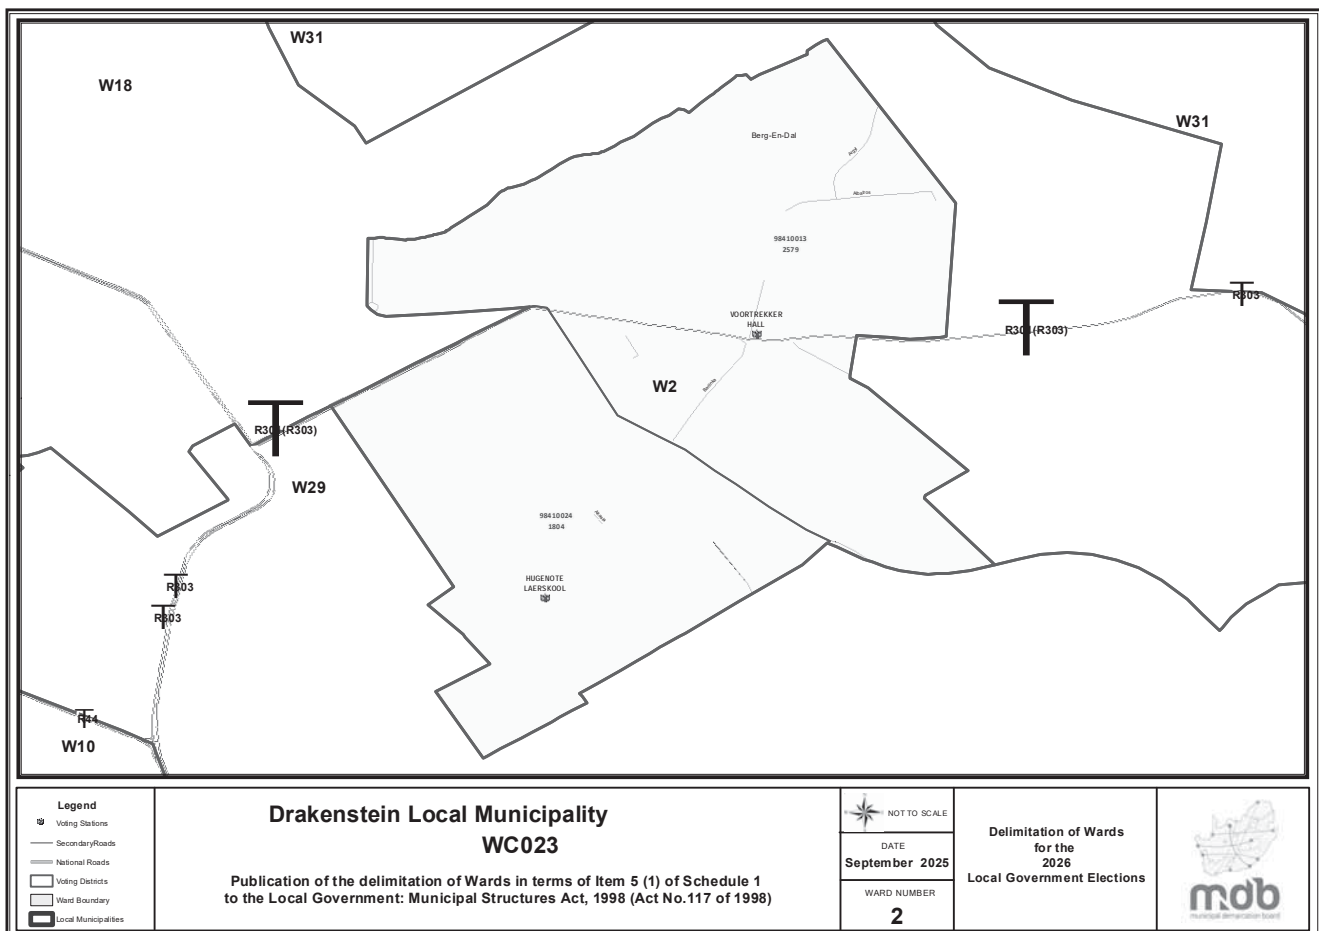 W31
W18
W31
Berg-En-Dal
98410013
2579
R303
VOORTREKKER
HALL
R301(R303)
W2
R301(R303)
W29
98410024
1804
HUGENOTE
LAERSKOOL
R303
R303
R44
W10
Legend
Voting Stations
SecondaryRoads
National Roads
Voting Districts
Ward Boundary
Local Municipalities
Drakenstein Local Municipality
WC023
Publication of the delimitation of Wards in terms of Item 5 (1) of Schedule 1
to the Local Government: Municipal Structures Act, 1998 (Act No.117 of 1998)
NOT TO SCALE
DATE
September 2025
WARD NUMBER
2
Delimitation of Wards
for the
2026
Local Government Elections
mdb
municipal demarcation board